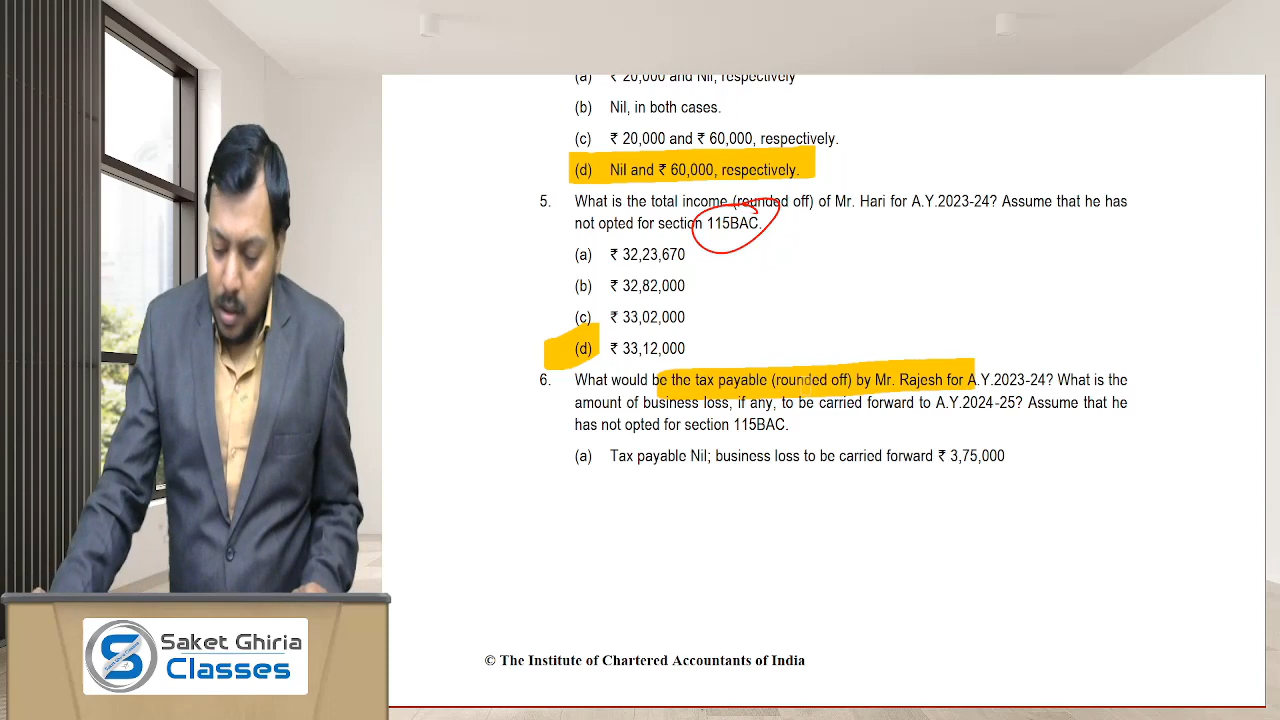 (a) ₹ 20,000 and Nil, respectively
(b) Nil, in both cases.
(c) ₹ 20,000 and ₹ 60,000, respectively.
(d) Nil and ₹ 60,000, respectively.
5. What is the total income (rounded off) of Mr. Hari for A.Y.2023-24? Assume that he has
not opted for section 115BAC.
(a) ₹ 32,23,670
(b) ₹ 32,82,000
(c) ₹ 33,02,000
(d) ₹ 33,12,000
6. What would be the tax payable (rounded off) by Mr. Rajesh for A.Y.2023-24? What is the
amount of business loss, if any, to be carried forward to A.Y.2024-25? Assume that he
has not opted for section 115BAC.
(a) Tax payable Nil; business loss to be carried forward ₹ 3,75,000
© The Institute of Chartered Accountants of India
Saket Ghiria
Classes